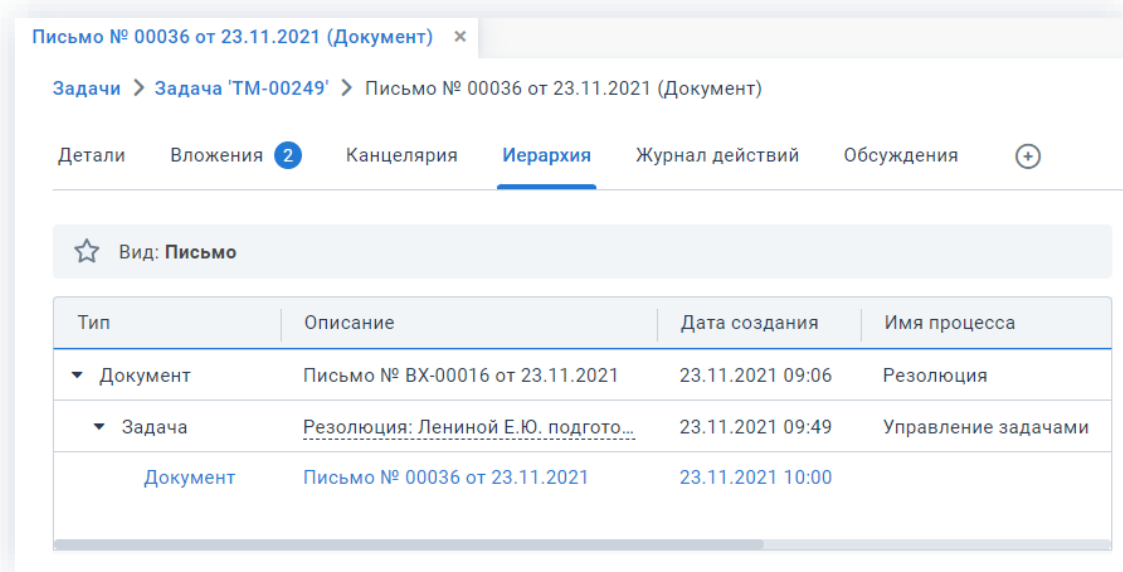 Письмо № 00036 от 23.11.2021 (Документ) ×
Задачи > Задача 'ТМ-00249' > Письмо № 00036 от 23.11.2021 (Документ)
Детали Вложения 2 Канцелярия Иерархия Журнал действий Обсуждения
Вид: Письмо
Тип Описание Дата создания Имя процесса
Документ Письмо № ВХ-00016 от 23.11.2021 23.11.2021 09:06 Резолюция
Задача Резолюция: Лениной Е.Ю. подгото... 23.11.2021 09:49 Управление задачами
Документ Письмо № 00036 от 23.11.2021 23.11.2021 10:00